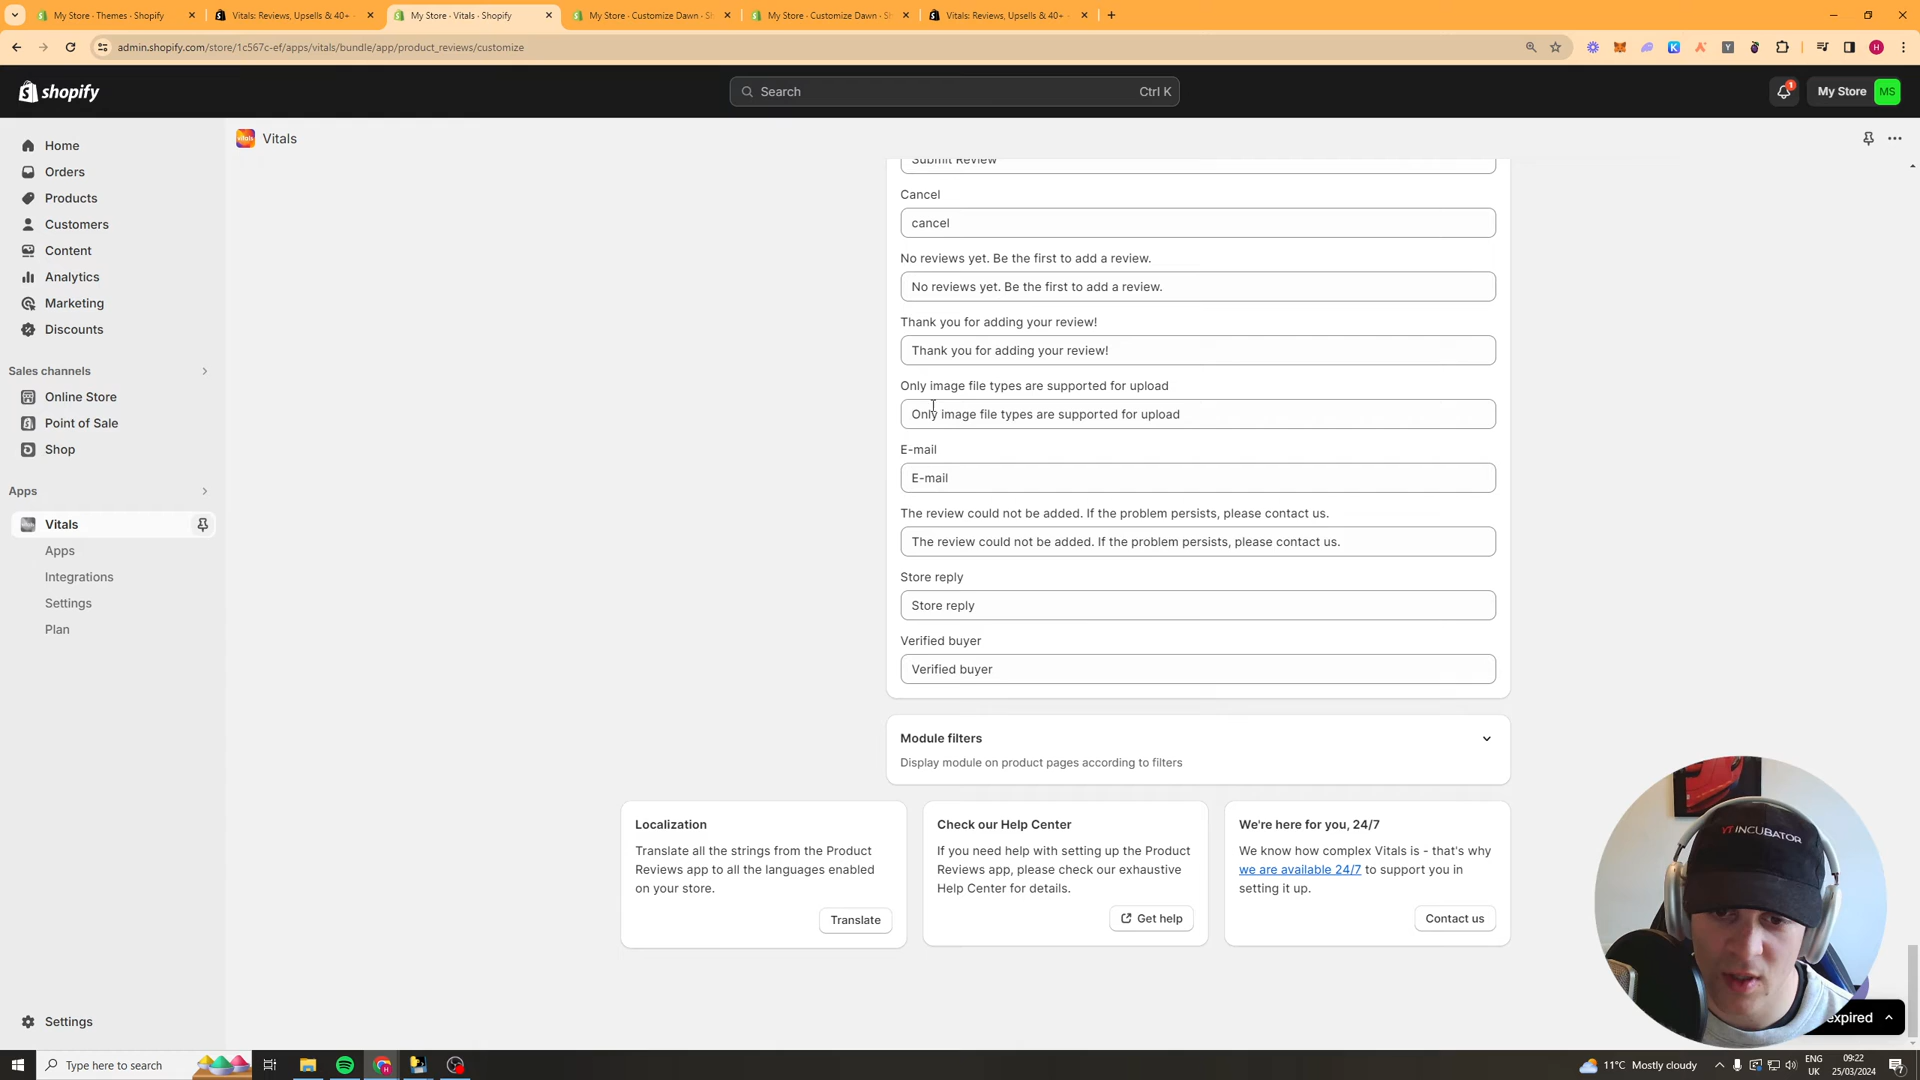 My Store · Themes · Shopify
Vitals: Reviews, Upsells & 40+
My Store · Vitals · Shopify
My Store · Customize Dawn · Sh
My Store · Customize Dawn · Sh
Vitals: Reviews, Upsells & 40+
admin.shopify.com/store/1c567c-ef/apps/vitals/bundle/app/product_reviews/customize
shopify
Search
Ctrl K
1
My Store
MS
Home
Orders
Products
Customers
Content
Analytics
Marketing
Discounts
Sales channels
Online Store
Point of Sale
Shop
Apps
Vitals
Apps
Integrations
Settings
Plan
Settings
Vitals
Submit Review
Cancel
cancel
No reviews yet. Be the first to add a review.
No reviews yet. Be the first to add a review.
Thank you for adding your review!
Thank you for adding your review!
Only image file types are supported for upload
Only image file types are supported for upload
E-mail
E-mail
The review could not be added. If the problem persists, please contact us.
The review could not be added. If the problem persists, please contact us.
Store reply
Store reply
Verified buyer
Verified buyer
Module filters
Display module on product pages according to filters
Localization
Translate all the strings from the Product
Reviews app to all the languages enabled
on your store.
Translate
Check our Help Center
If you need help with setting up the Product
Reviews app, please check our exhaustive
Help Center for details.
Get help
We're here for you, 24/7
We know how complex Vitals is - that's why
we are available 24/7 to support you in
setting it up.
Contact us
YT INCUBATOR
expired
Type here to search
11°C Mostly cloudy
ENG
UK
09:22
25/03/2024